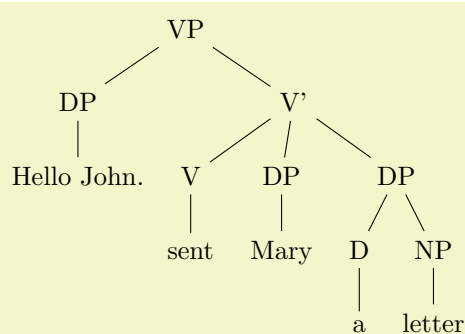 VP
DP V'
Hello John. V DP DP
sent Mary D NP
a letter